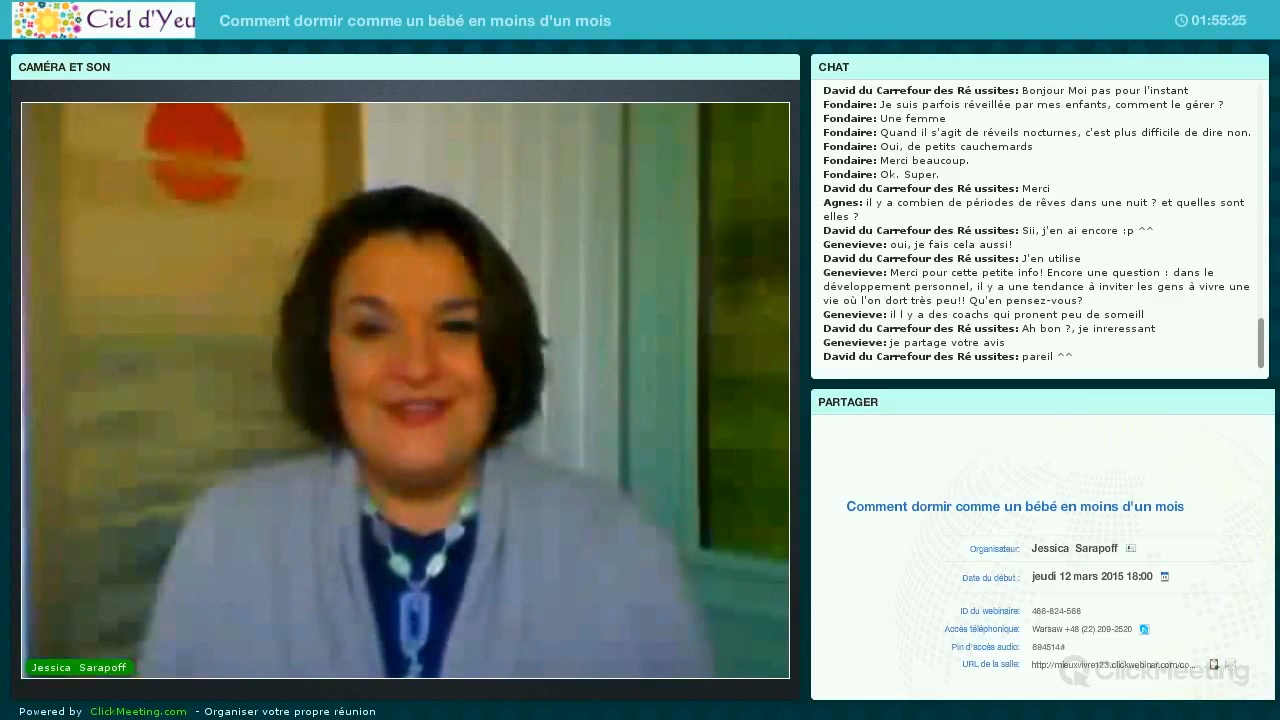 Ciel d'Yeu
Comment dormir comme un bébé en moins d'un mois
01:55:25
CAMÉRA ET SON
Jessica Sarapoff
CHAT
David du Carrefour des Ré ussites: Bonjour Moi pas pour l'instant
Fondaire: Je suis parfois réveillée par mes enfants, comment le gérer ?
Fondaire: Une femme
Fondaire: Quand il s'agit de réveils nocturnes, c'est plus difficile de dire non.
Fondaire: Oui, de petits cauchemards
Fondaire: Merci beaucoup.
Fondaire: Ok. Super.
David du Carrefour des Ré ussites: Merci
Agnes: il y a combien de périodes de rêves dans une nuit ? et quelles sont
elles ?
David du Carrefour des Ré ussites: Sii, j'en ai encore :p ^^
Genevieve: oui, je fais cela aussi!
David du Carrefour des Ré ussites: J'en utilise
Genevieve: Merci pour cette petite info! Encore une question : dans le
développement personnel, il y a une tendance à inviter les gens à vivre une
vie où l'on dort très peu!! Qu'en pensez-vous?
Genevieve: il l y a des coachs qui pronent peu de someill
David du Carrefour des Ré ussites: Ah bon ?, je inreressant
Genevieve: je partage votre avis
David du Carrefour des Ré ussites: pareil ^^
PARTAGER
Comment dormir comme un bébé en moins d'un mois
Organisateur: Jessica Sarapoff
Date du début : jeudi 12 mars 2015 18:00
ID du webinaire: 466-824-568
Accès téléphonique: Warsaw +48 (22) 209-2520
Pin d'accès audio: 694514#
URL de la salle: http://mieuxvivre123.clickwebinar.com/co...
ClickMeeting
Powered by ClickMeeting.com - Organiser votre propre réunion